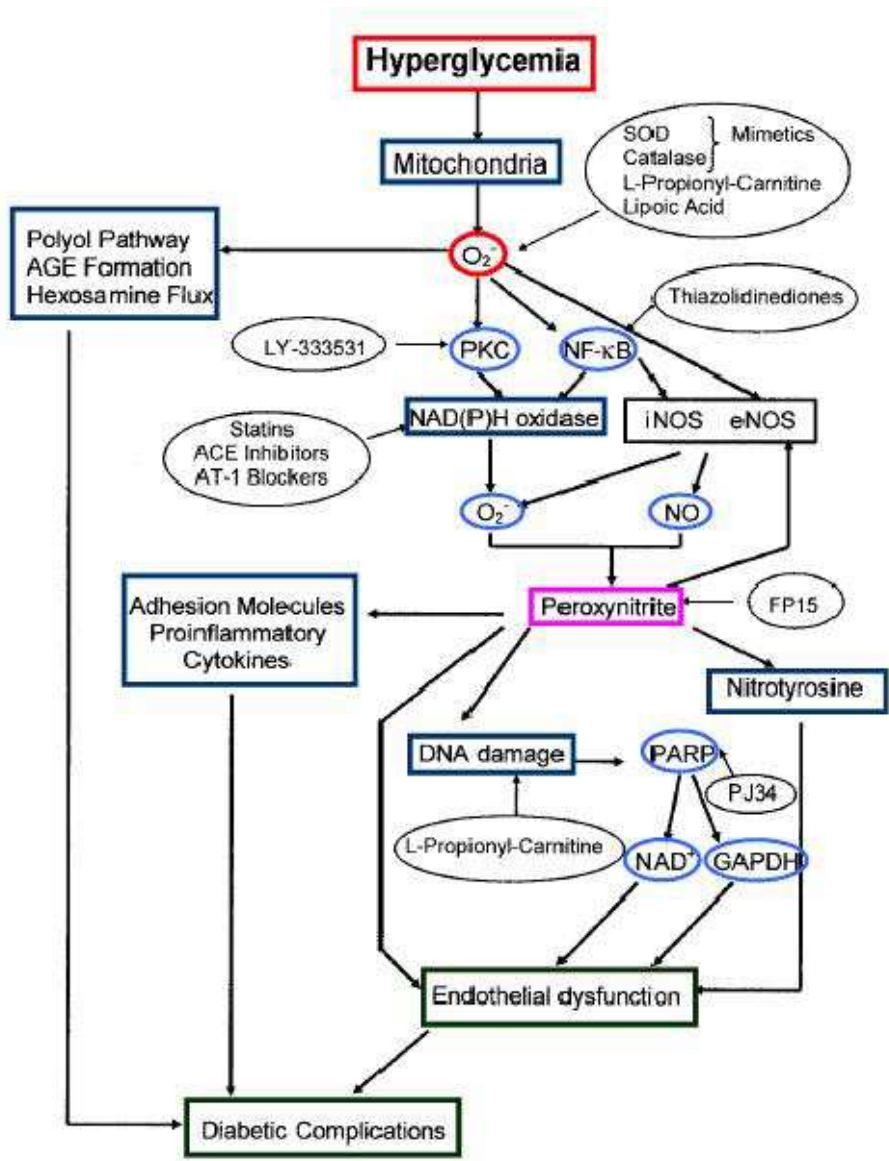 Hyperglycemia
SOD
Catalase
Mimetics
L-Propionyl-Carnitine
Lipoic Acid
Mitochondria
Polyol Pathway
AGE Formation
Hexosamine Flux
O₂⁻
Thiazolidinediones
LY-333531
PKC
NF-κB
Statins
ACE Inhibitors
AT-1 Blockers
NAD(P)H oxidase
iNOS eNOS
O₂⁻
NO
Adhesion Molecules
Proinflammatory
Cytokines
Peroxynitrite
FP15
Nitrotyrosine
DNA damage
PARP
PJ34
L-Propionyl-Carnitine
NAD⁺
GAPDH
Endothelial dysfunction
Diabetic Complications